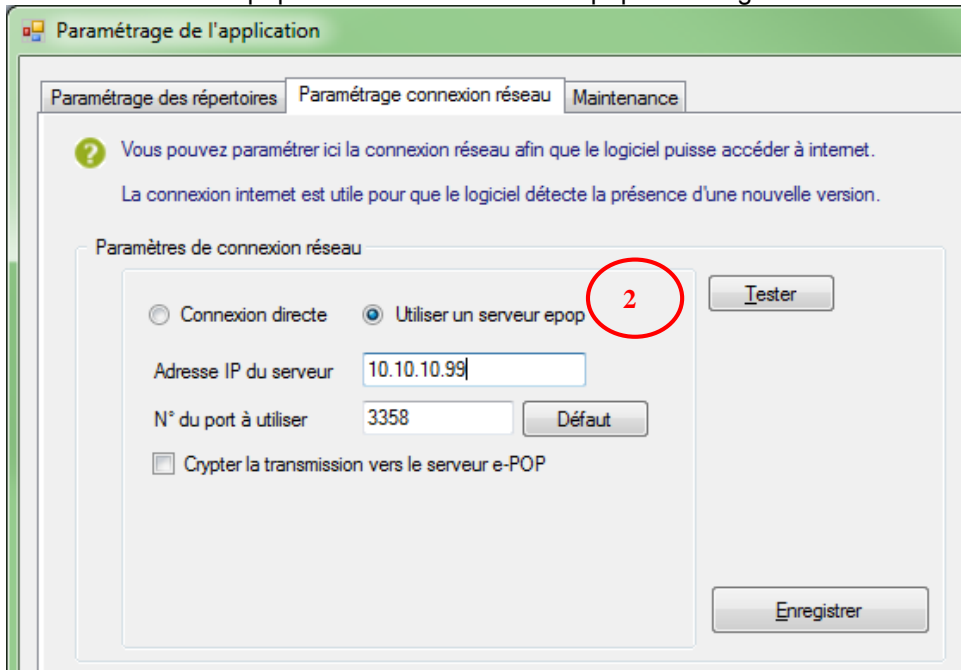 Paramétrage de l'application
Paramétrage des répertoires Paramétrage connexion réseau Maintenance
Vous pouvez paramétrer ici la connexion réseau afin que le logiciel puisse accéder à internet.
La connexion internet est utile pour que le logiciel détecte la présence d'une nouvelle version.
Paramètres de connexion réseau
Connexion directe Utiliser un serveur epop 2 Tester
Adresse IP du serveur 10.10.10.99
N° du port à utiliser 3358 Défaut
Crypter la transmission vers le serveur e-POP
Enregistrer